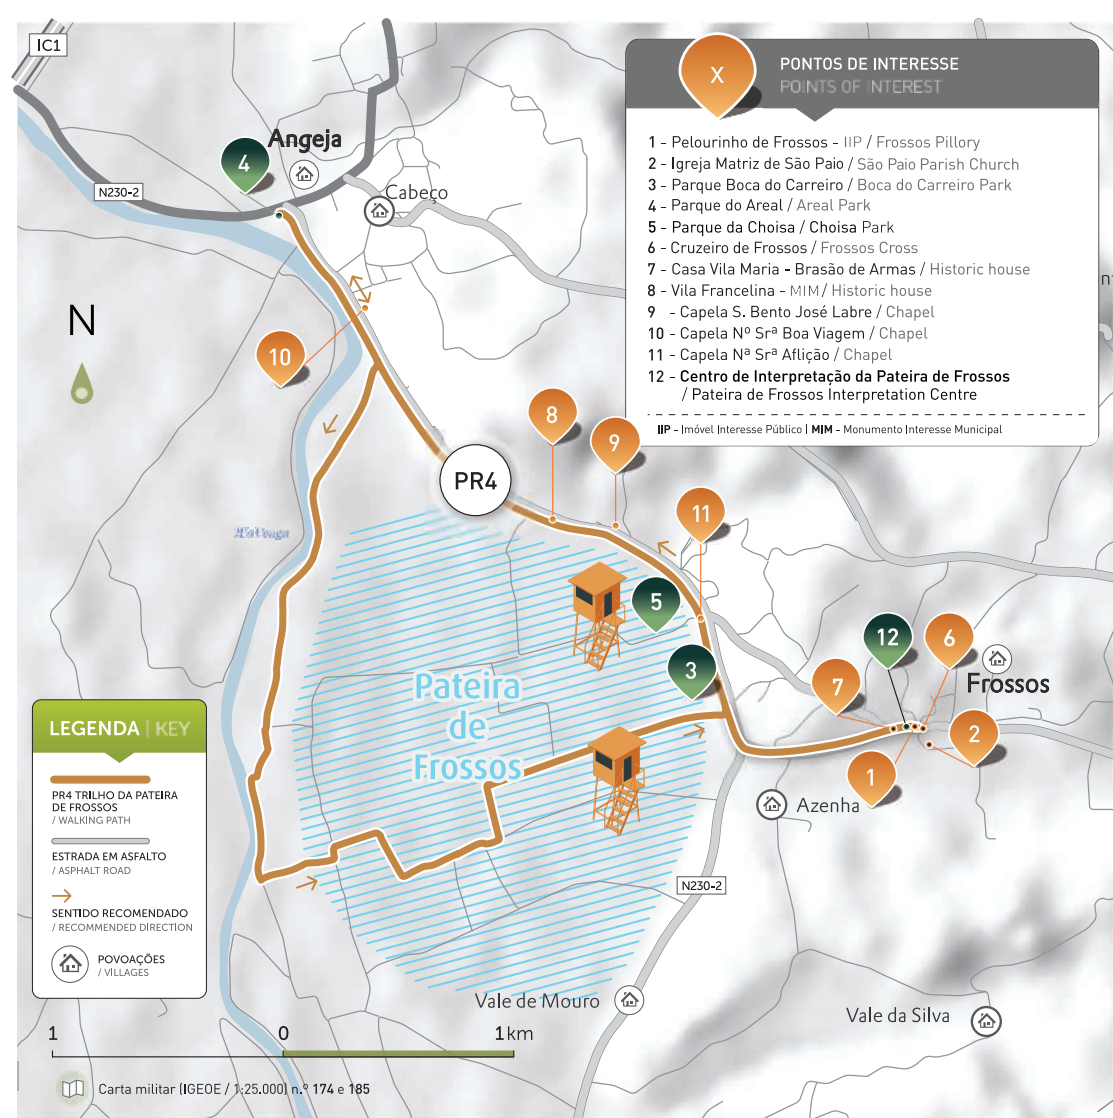 IC1
X
PONTOS DE INTERESSE
POINTS OF INTEREST
1 - Pelourinho de Frossos - IIP / Frossos Pillory
2 - Igreja Matriz de São Paio / São Paio Parish Church
3 - Parque Boca do Carreiro / Boca do Carreiro Park
4 - Parque do Areal / Areal Park
5 - Parque da Choisa / Choisa Park
6 - Cruzeiro de Frossos / Frossos Cross
7 - Casa Vila Maria - Brasão de Armas / Historic house
8 - Vila Francelina - MIM / Historic house
9 - Capela S. Bento José Labre / Chapel
10 - Capela Nº Srª Boa Viagem / Chapel
11 - Capela Nª Srª Aflição / Chapel
12 - Centro de Interpretação da Pateira de Frossos
/ Pateira de Frossos Interpretation Centre
IIP - Imóvel Interesse Público | MIM - Monumento Interesse Municipal
Angeja
4
N230-2
Cabeço
N
10
8
9
PR4
11
5
12
6
3
7
Frossos
Pateira
de
Frossos
2
1
Azenha
N230-2
Vale de Mouro
Vale da Silva
LEGENDA | KEY
PR4 TRILHO DA PATEIRA
DE FROSSOS
/ WALKING PATH
ESTRADA EM ASFALTO
/ ASPHALT ROAD
SENTIDO RECOMENDADO
/ RECOMMENDED DIRECTION
POVOAÇÕES
/ VILLAGES
1 0 1 km
Carta militar (IGEOE / 1:25.000) n.º 174 e 185